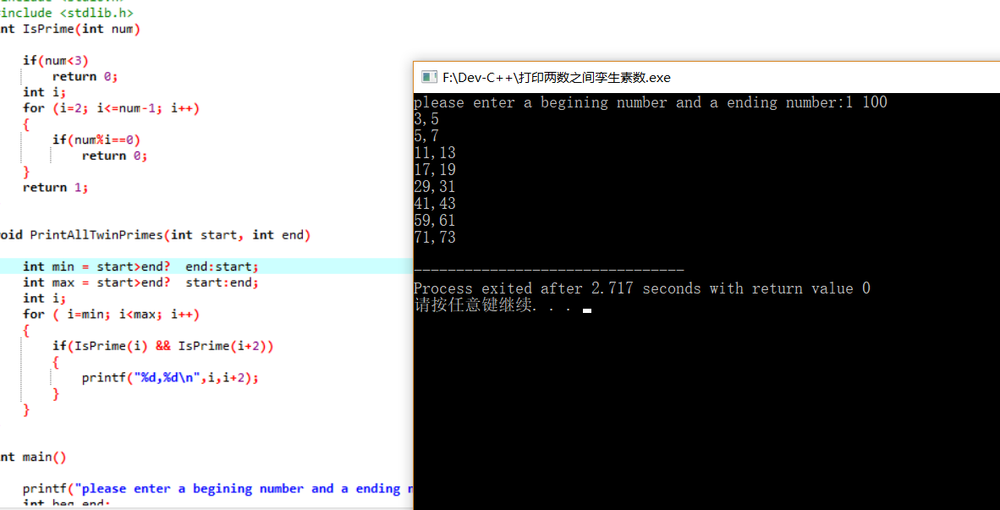 include <stdlib.h>
nt IsPrime(int num)
if(num<3)
return 0;
int i;
for (i=2; i<=num-1; i++)
{
if(num%i==0)
return 0;
}
return 1;
oid PrintAllTwinPrimes(int start, int end)
int min = start>end?  end:start;
int max = start>end?  start:end;
int i;
for ( i=min; i<max; i++)
{
if(IsPrime(i) && IsPrime(i+2))
{
printf("%d,%d\n",i,i+2);
}
}
nt main()
printf("please enter a begining number and a ending n
int beg,end;
F:\Dev-C++\打印两数之间孪生素数.exe
please enter a begining number and a ending number:1 100
3,5
5,7
11,13
17,19
29,31
41,43
59,61
71,73
--------------------------------
Process exited after 2.717 seconds with return value 0
请按任意键继续. . .